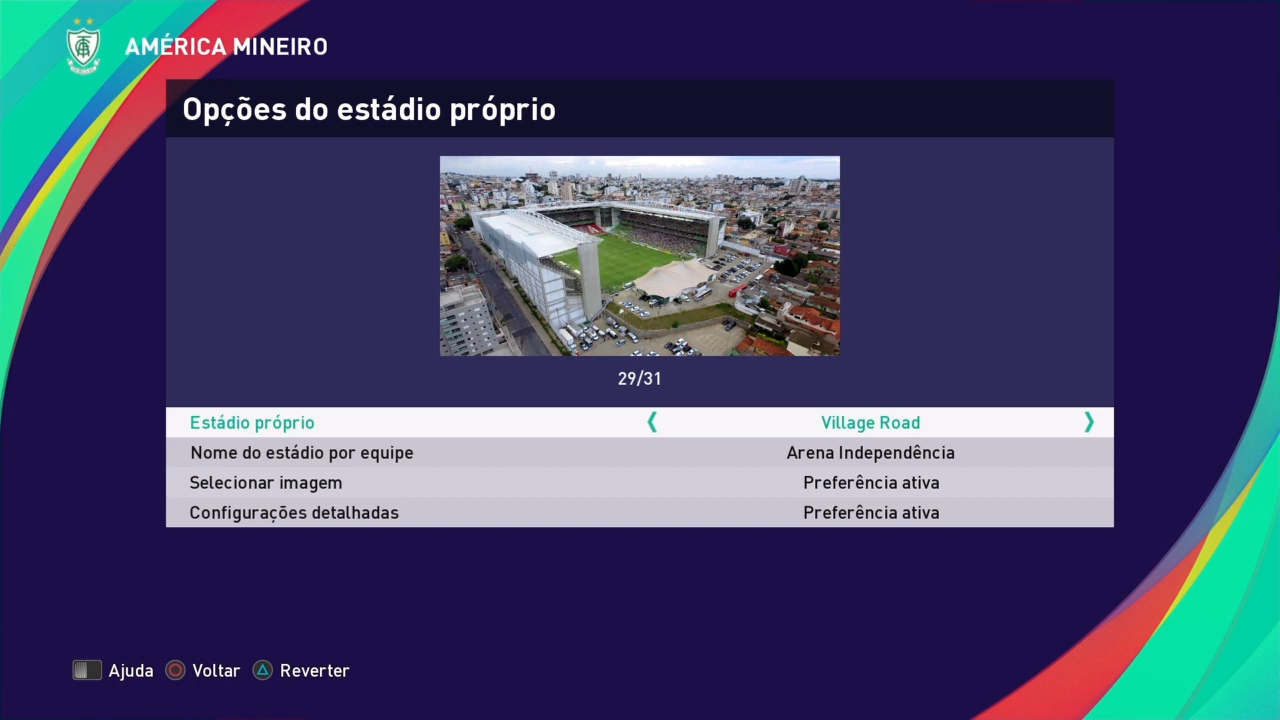 AMÉRICA MINEIRO
Opções do estádio próprio
29/31
Estádio próprio Village Road
Nome do estádio por equipe Arena Independência
Selecionar imagem Preferência ativa
Configurações detalhadas Preferência ativa
Ajuda Voltar Reverter